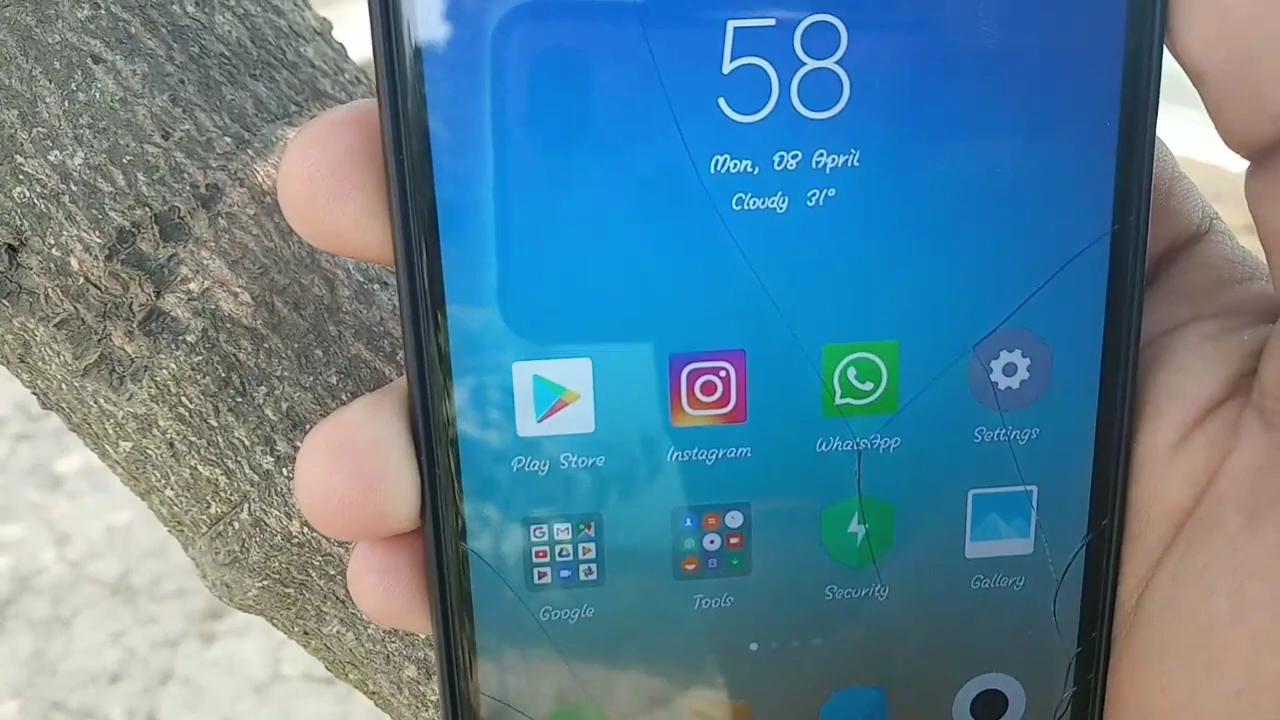 58
Mon, 08 April
Cloudy 31°
Play Store
Instagram
WhatsApp
Settings
Google
Tools
Security
Gallery